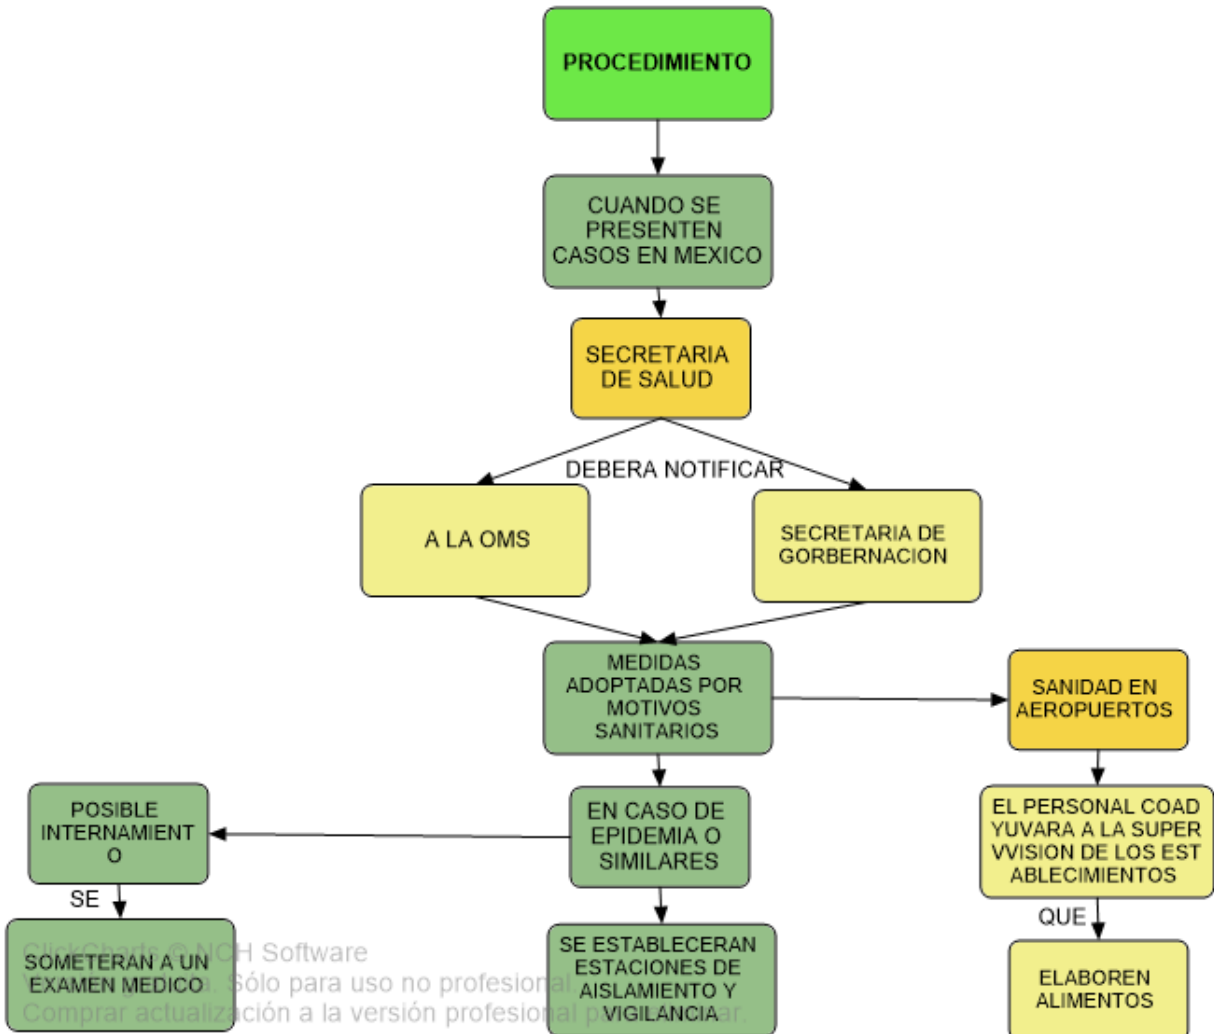 PROCEDIMIENTO
CUANDO SE
PRESENTEN
CASOS EN MEXICO
SECRETARIA
DE SALUD
DEBERA NOTIFICAR
A LA OMS
SECRETARIA DE
GORBERNACION
MEDIDAS
ADOPTADAS POR
MOTIVOS
SANITARIOS
SANIDAD EN
AEROPUERTOS
POSIBLE
INTERNAMIENT
O
EN CASO DE
EPIDEMIA O
SIMILARES
EL PERSONAL COAD
YUVARA A LA SUPER
VVISION DE LOS EST
ABLECIMIENTOS
SE
QUE
SOMETERAN A UN
EXAMEN MEDICO
SE ESTABLECERAN
ESTACIONES DE
AISLAMIENTO Y
VIGILANCIA
ELABOREN
ALIMENTOS
ClickCharts © NCH Software
Sólo para uso no profesional
Comprar actualización a la versión profesional